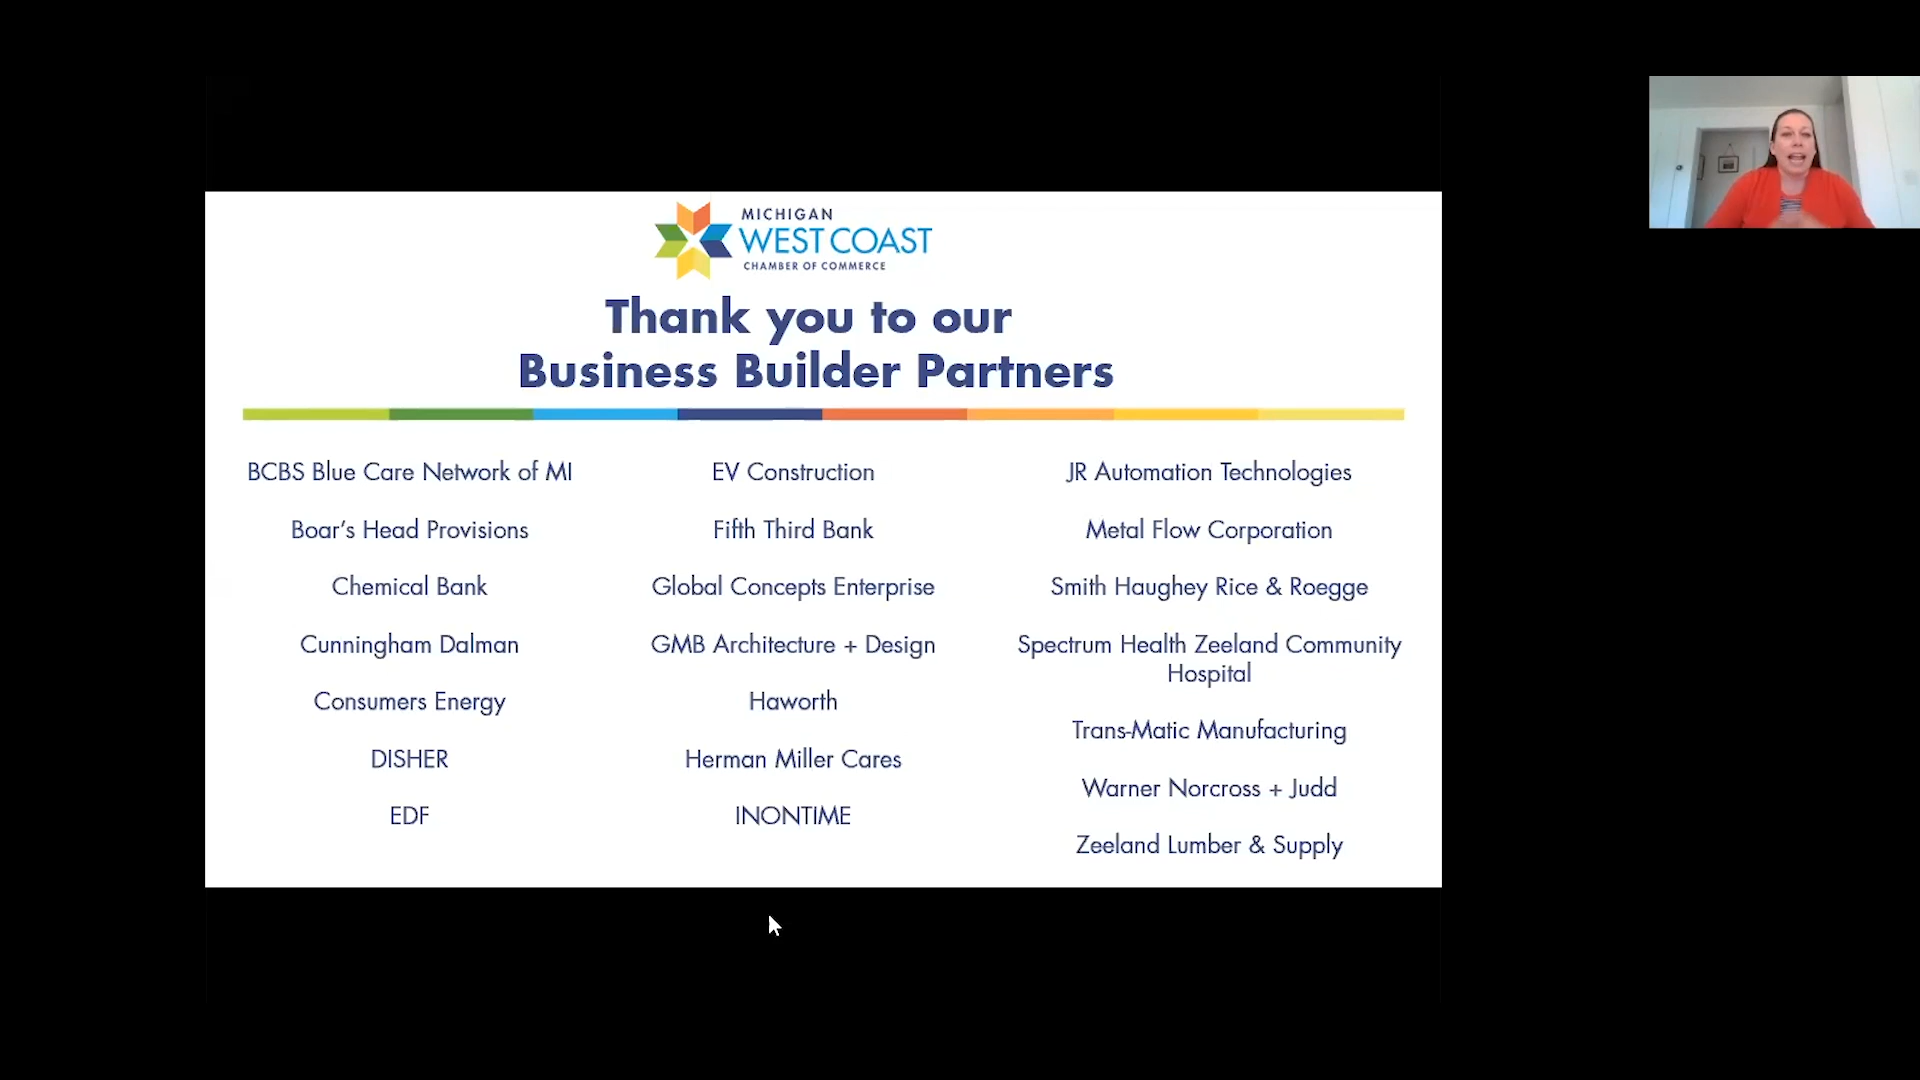 MICHIGAN
WEST COAST
CHAMBER OF COMMERCE
Thank you to our
Business Builder Partners
BCBS Blue Care Network of MI
Boar's Head Provisions
Chemical Bank
Cunningham Dalman
Consumers Energy
DISHER
EDF
EV Construction
Fifth Third Bank
Global Concepts Enterprise
GMB Architecture + Design
Haworth
Herman Miller Cares
INONTIME
JR Automation Technologies
Metal Flow Corporation
Smith Haughey Rice & Roegge
Spectrum Health Zeeland Community
Hospital
Trans-Matic Manufacturing
Warner Norcross + Judd
Zeeland Lumber & Supply